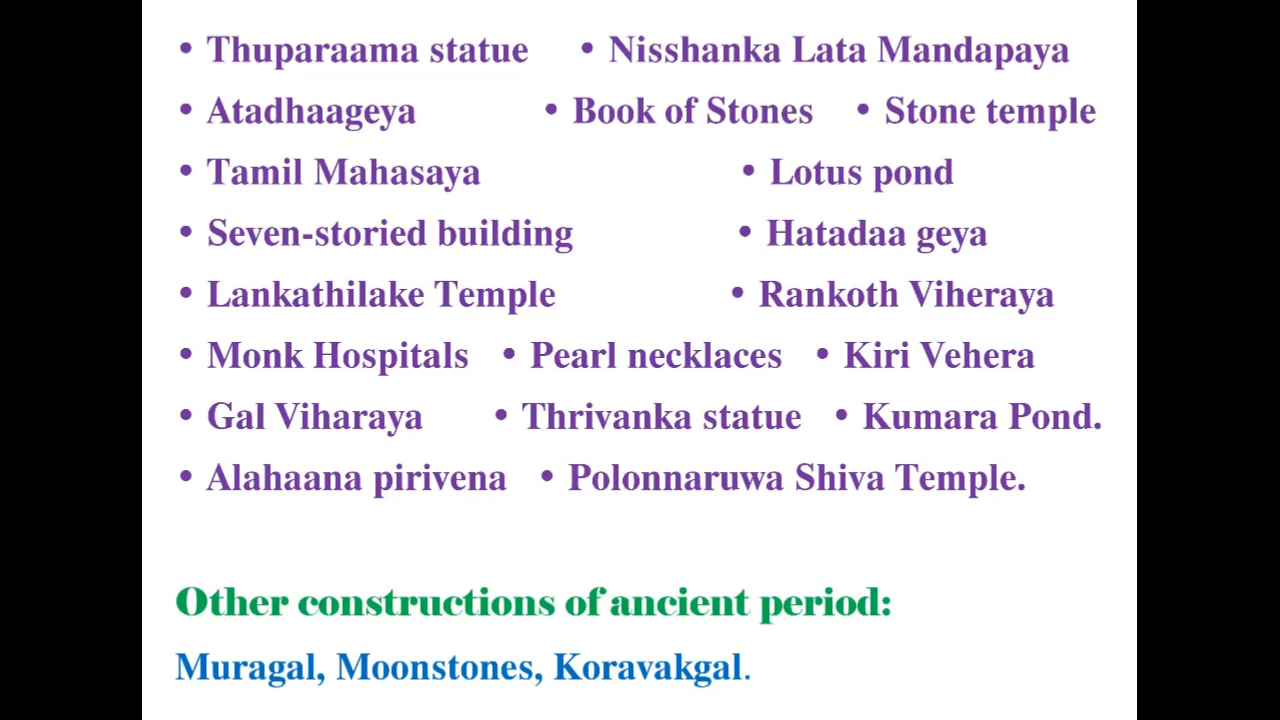 • Thuparaama statue • Nisshanka Lata Mandapaya
• Atadhaageya • Book of Stones • Stone temple
• Tamil Mahasaya • Lotus pond
• Seven-storied building • Hatadaa geya
• Lankathilake Temple • Rankoth Viheraya
• Monk Hospitals • Pearl necklaces • Kiri Vehera
• Gal Viharaya • Thrivanka statue • Kumara Pond.
• Alahaana pirivena • Polonnaruwa Shiva Temple.
Other constructions of ancient period:
Muragal, Moonstones, Koravakgal.